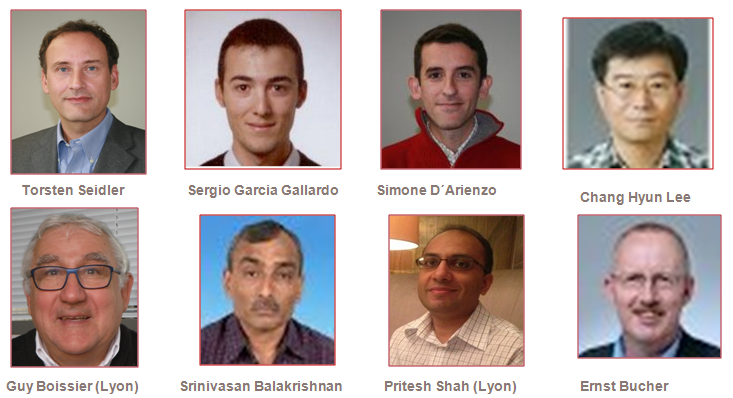 Torsten Seidler
Sergio Garcia Gallardo
Simone D´Arienzo
Chang Hyun Lee
Guy Boissier (Lyon)
Srinivasan Balakrishnan
Pritesh Shah (Lyon)
Ernst Bucher